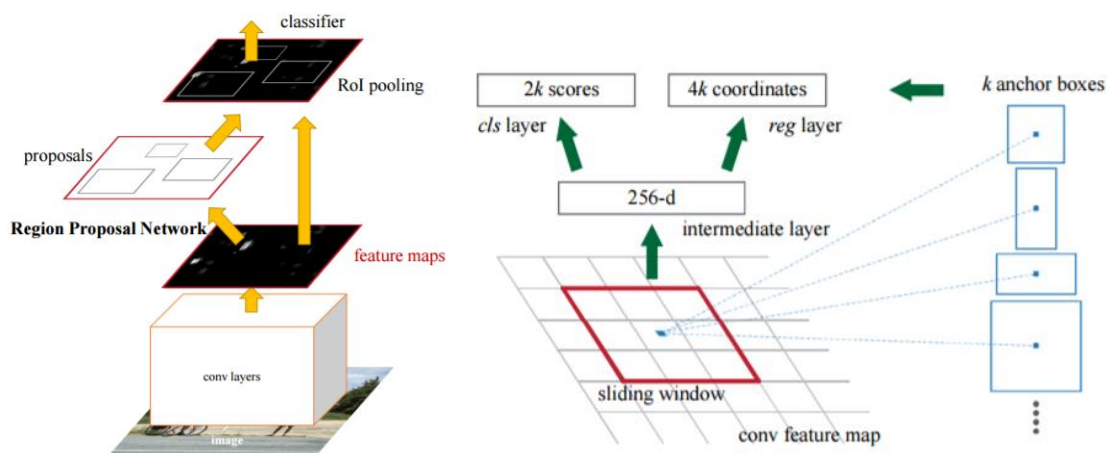 classifier
RoI pooling
proposals
Region Proposal Network
feature maps
conv layers
image
2k scores
4k coordinates
k anchor boxes
cls layer
reg layer
256-d
intermediate layer
sliding window
conv feature map